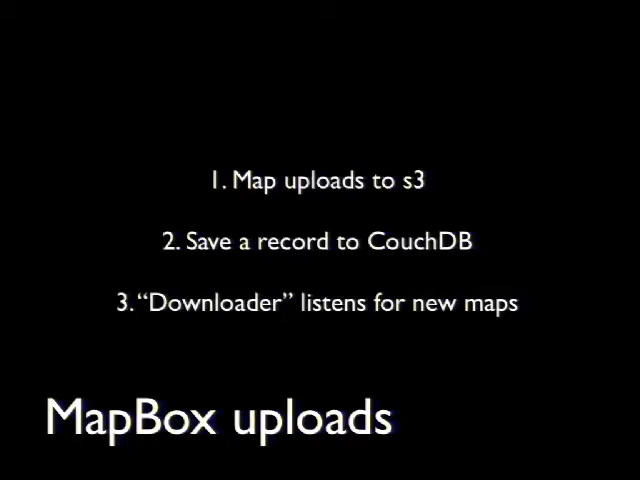 1. Map uploads to s3
2. Save a record to CouchDB
3. “Downloader” listens for new maps
MapBox uploads